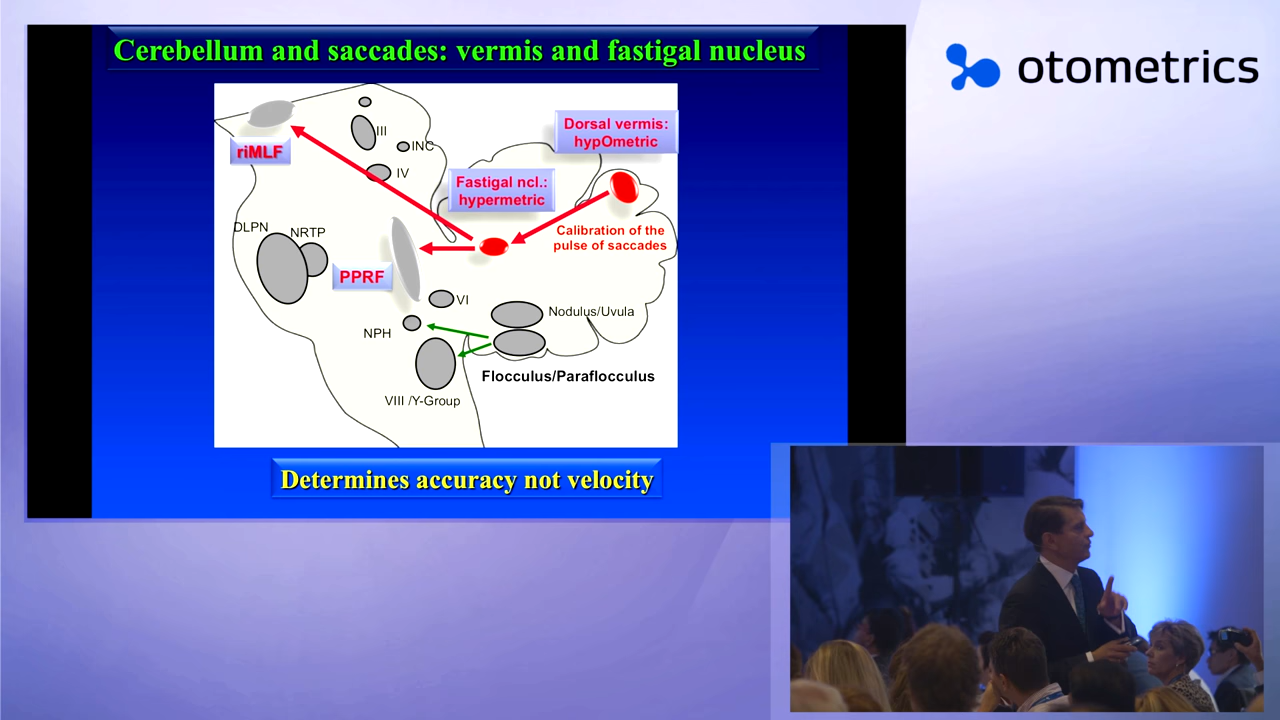 Cerebellum and saccades: vermis and fastigal nucleus
otometrics
Dorsal vermis:
hypOmetric
III
INC
riMLF
IV
Fastigal ncl.:
hypermetric
DLPN
NRTP
Calibration of the
pulse of saccades
PPRF
VI
Nodulus/Uvula
NPH
Flocculus/Paraflocculus
VIII /Y-Group
Determines accuracy not velocity